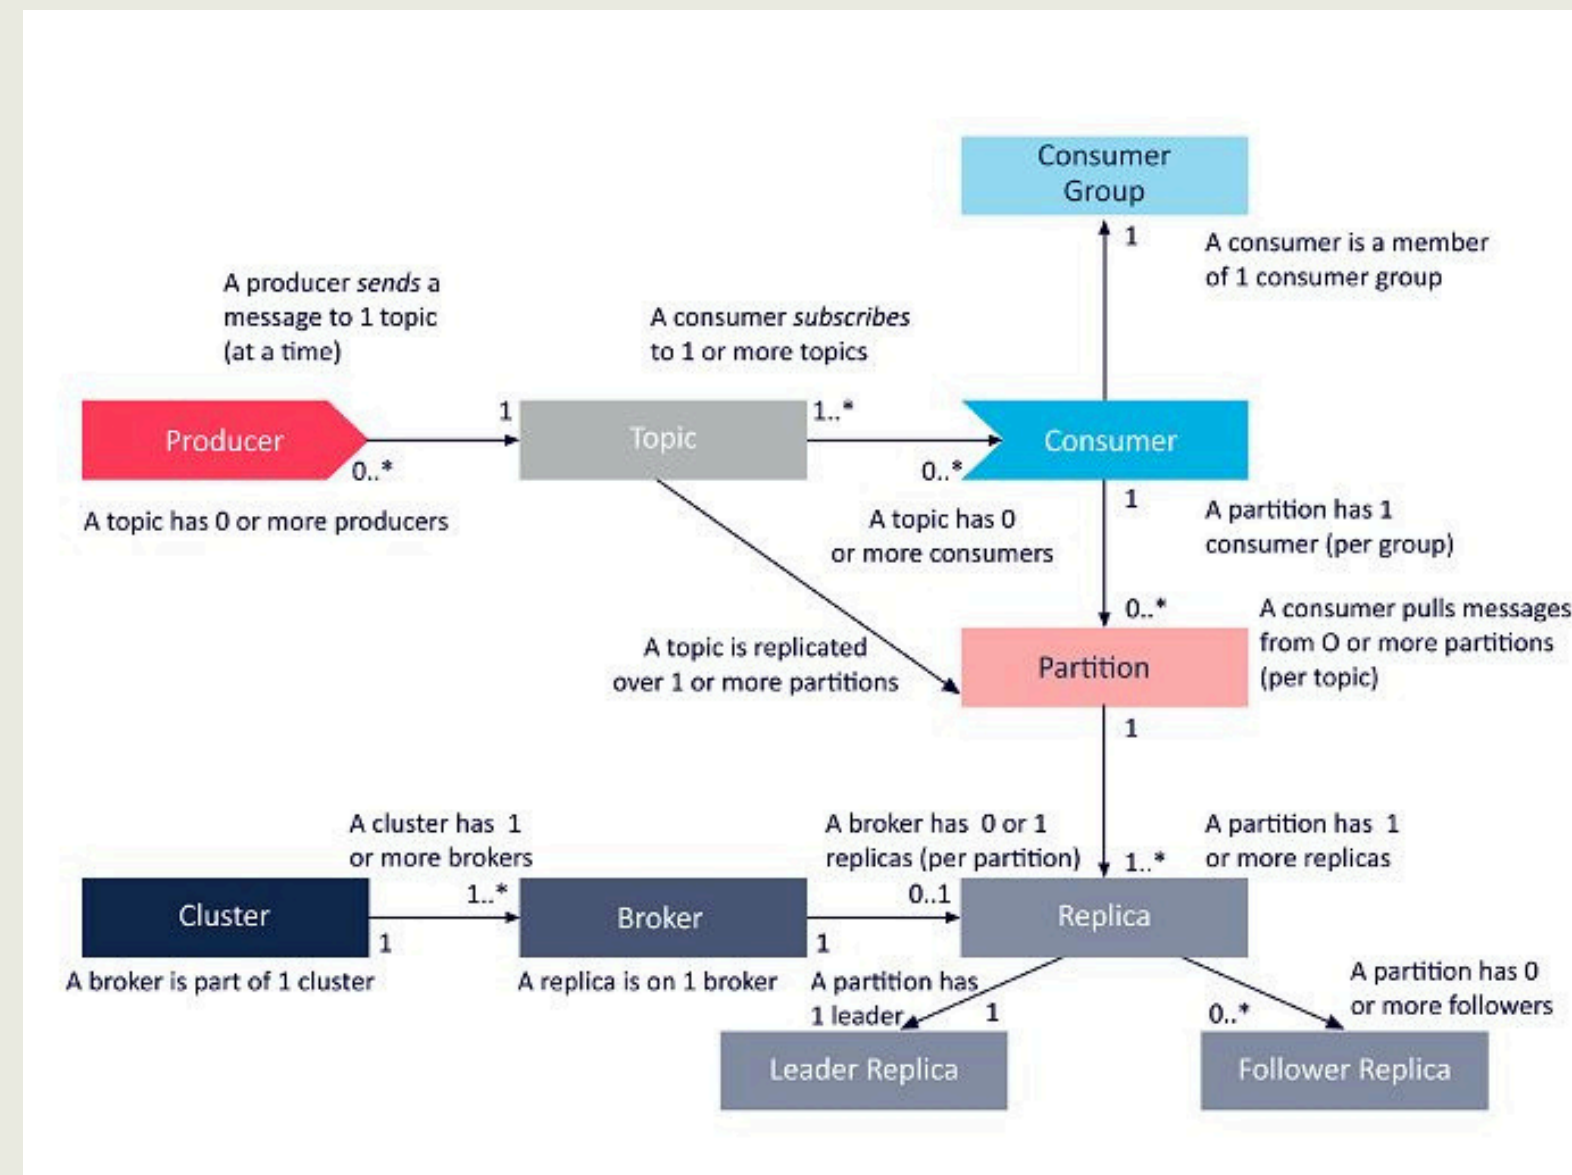 Consumer
Group
1
A consumer is a member
of 1 consumer group
A producer sends a
message to 1 topic
(at a time)
A consumer subscribes
to 1 or more topics
Producer
0..*
1
Topic
1..*
0..*
Consumer
A topic has 0 or more producers
A topic has 0
or more consumers
1
A partition has 1
consumer (per group)
0..*
A consumer pulls messages
from O or more partitions
(per topic)
A topic is replicated
over 1 or more partitions
Partition
1
A cluster has 1
or more brokers
A broker has 0 or 1
replicas (per partition)
A partition has 1
or more replicas
1..*
Cluster
1..*
1
Broker
0..1
1
Replica
A broker is part of 1 cluster
A replica is on 1 broker
A partition has
1 leader
1
0..*
A partition has 0
or more followers
Leader Replica
Follower Replica